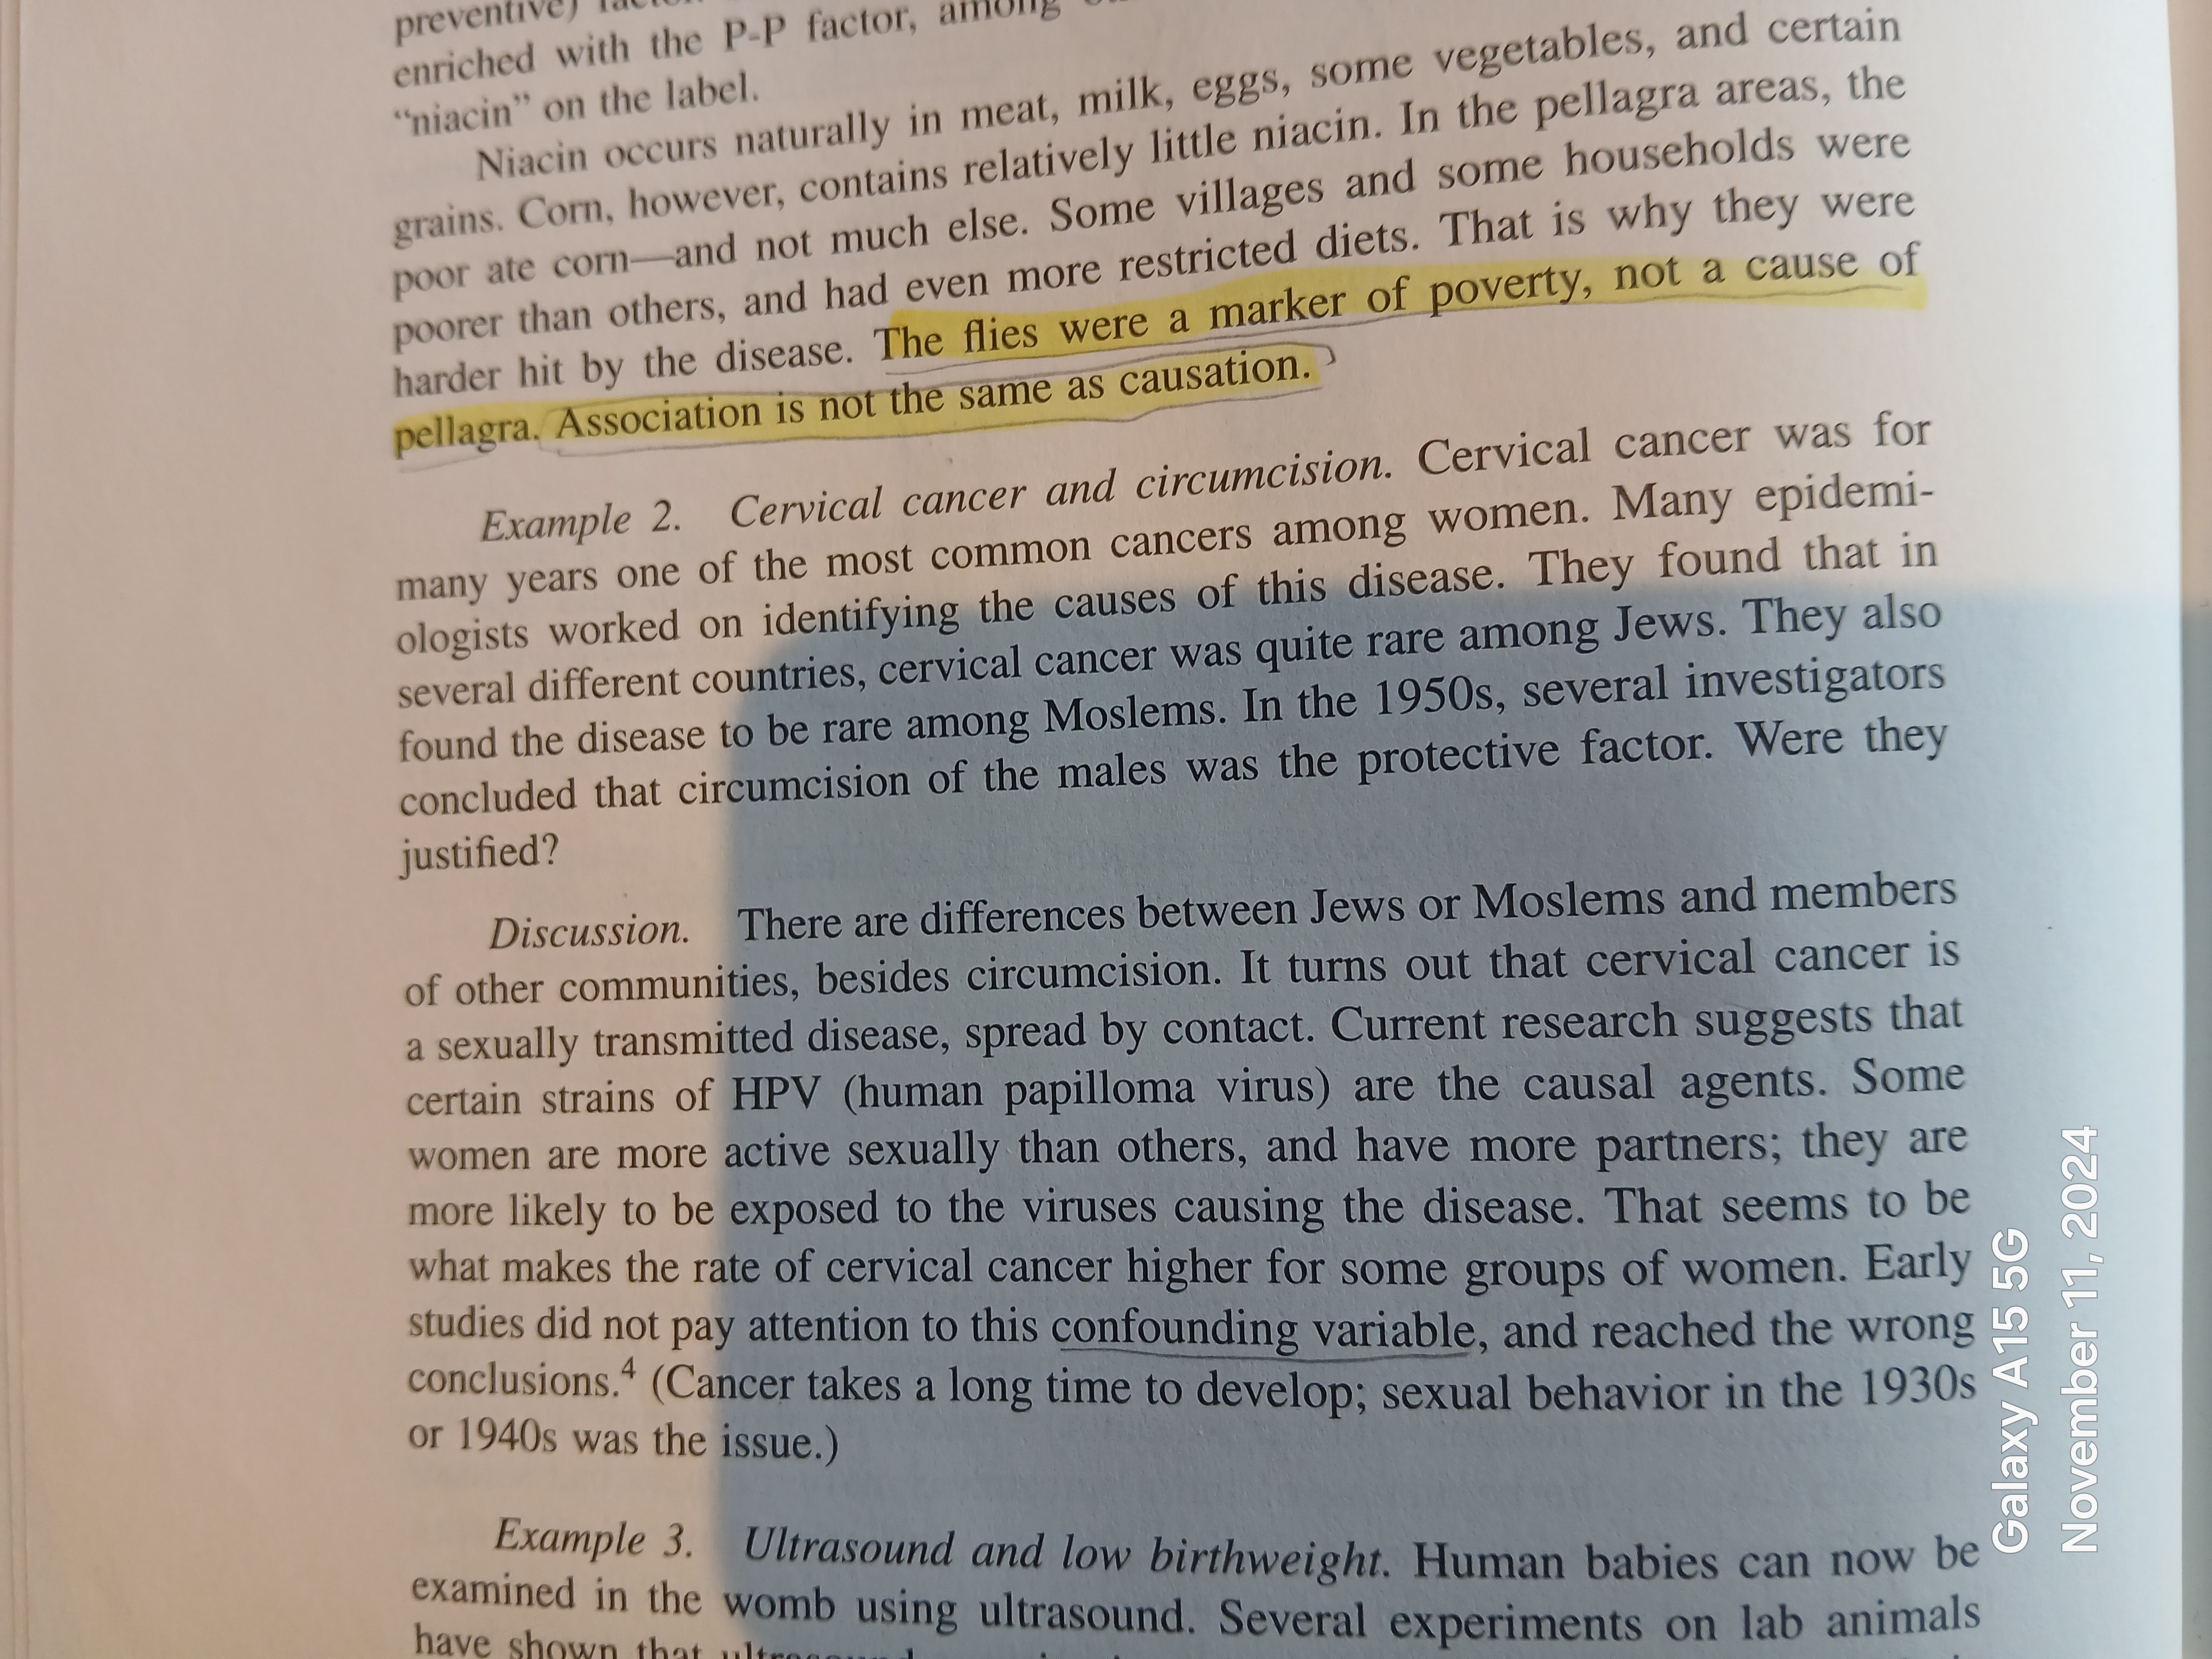 preventive)
enriched with the P-P factor, among
“niacin” on the label.
Niacin occurs naturally in meat, milk, eggs, some vegetables, and certain
grains. Corn, however, contains relatively little niacin. In the pellagra areas, the
poor ate corn—and not much else. Some villages and some households were
poorer than others, and had even more restricted diets. That is why they were
harder hit by the disease. The flies were a marker of poverty, not a cause of
pellagra. Association is not the same as causation.
Example 2. Cervical cancer and circumcision. Cervical cancer was for
many years one of the most common cancers among women. Many epidemi-
ologists worked on identifying the causes of this disease. They found that in
several different countries, cervical cancer was quite rare among Jews. They also
found the disease to be rare among Moslems. In the 1950s, several investigators
concluded that circumcision of the males was the protective factor. Were they
justified?
Discussion. There are differences between Jews or Moslems and members
of other communities, besides circumcision. It turns out that cervical cancer is
a sexually transmitted disease, spread by contact. Current research suggests that
certain strains of HPV (human papilloma virus) are the causal agents. Some
women are more active sexually than others, and have more partners; they are
more likely to be exposed to the viruses causing the disease. That seems to be
what makes the rate of cervical cancer higher for some groups of women. Early
studies did not pay attention to this confounding variable, and reached the wrong
conclusions.⁴ (Cancer takes a long time to develop; sexual behavior in the 1930s
or 1940s was the issue.)
Example 3. Ultrasound and low birthweight. Human babies can now be
examined in the womb using ultrasound. Several experiments on lab animals
have shown that
Galaxy A15 5G
November 11, 2024